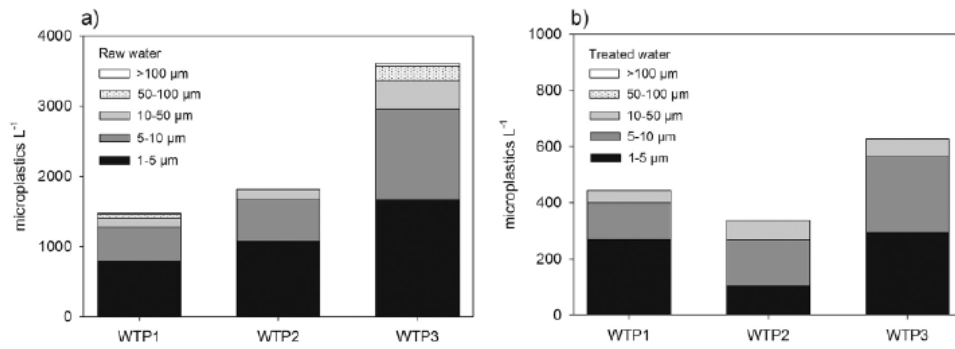 a)
4000
3000
2000
1000
0
microplastics L⁻¹
Raw water
>100 µm
50-100 µm
10-50 µm
5-10 µm
1-5 µm
WTP1 WTP2 WTP3
b)
1000
800
600
400
200
0
microplastics L⁻¹
Treated water
>100 µm
50-100 µm
10-50 µm
5-10 µm
1-5 µm
WTP1 WTP2 WTP3